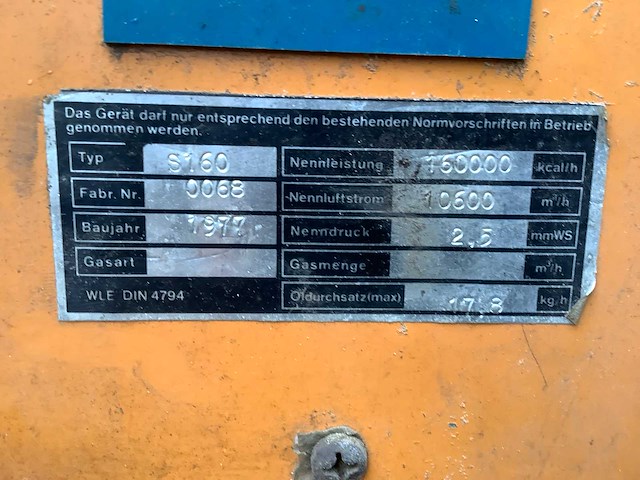 Das Gerät darf nur entsprechend den bestehenden Normvorschriften in Betrieb
genommen werden.
Typ S160 Nennleistung 160000 kcal/h
Fabr. Nr. 0068 Nennluftstrom 10600 m³/h
Baujahr 1977 Nenndruck 2,5 mmWS
Gasart Gasmenge m³/h
WLE DIN 4794 Öldurchsatz(max) 17,8 kg/h